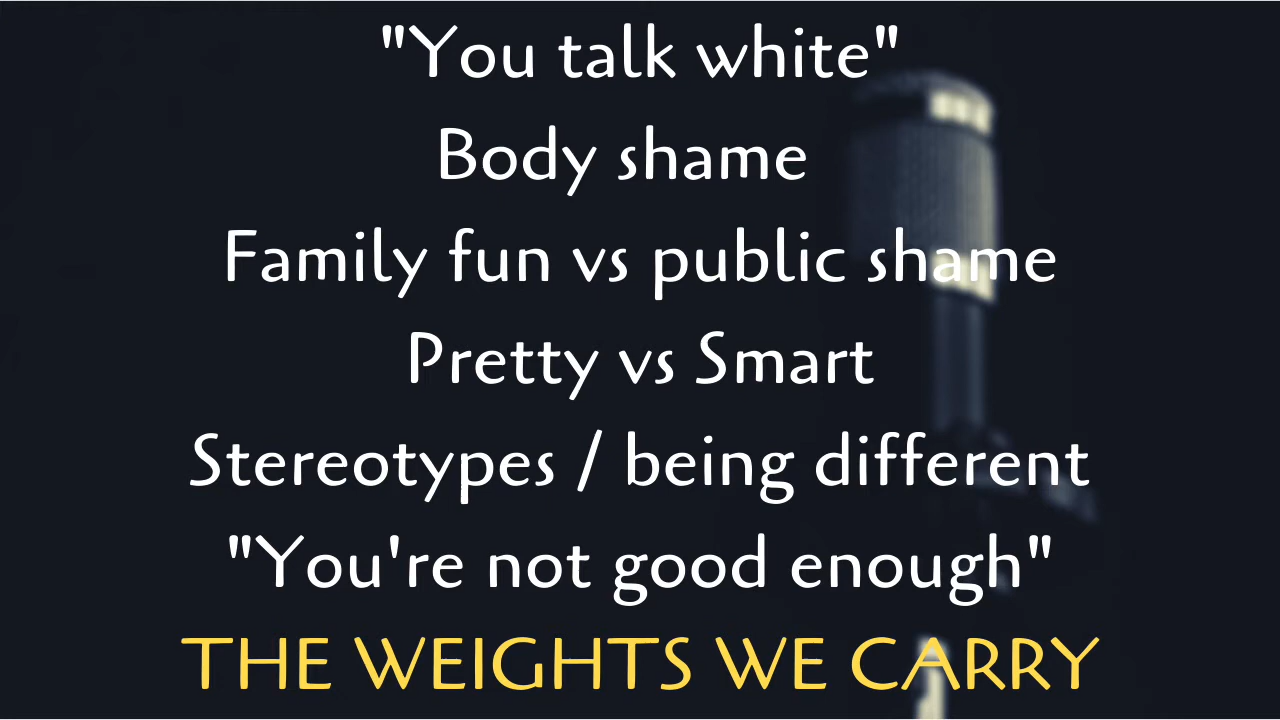 "You talk white"
Body shame
Family fun vs public shame
Pretty vs Smart
Stereotypes / being different
"You're not good enough"
THE WEIGHTS WE CARRY